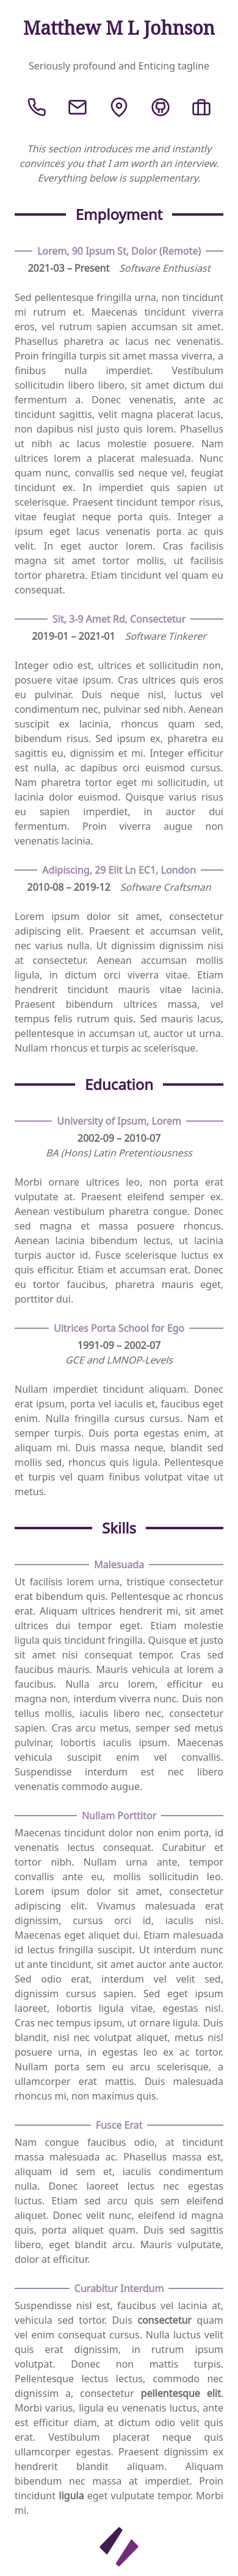 Matthew M L Johnson
Seriously profound and Enticing tagline
This section introduces me and instantly
convinces you that I am worth an interview.
Everything below is supplementary.
Employment
Lorem, 90 Ipsum St, Dolor (Remote)
2021-03 – Present Software Enthusiast
Sed pellentesque fringilla urna, non tincidunt
mi rutrum et. Maecenas tincidunt viverra
eros, vel rutrum sapien accumsan sit amet.
Phasellus pharetra ac lacus nec venenatis.
Proin fringilla turpis sit amet massa viverra, a
finibus nulla imperdiet. Vestibulum
sollicitudin libero libero, sit amet dictum dui
fermentum a. Donec venenatis, ante ac
tincidunt sagittis, velit magna placerat lacus,
non dapibus nisl justo quis lorem. Phasellus
ut nibh ac lacus molestie posuere. Nam
ultrices lorem a placerat malesuada. Nunc
quam nunc, convallis sed neque vel, feugiat
tincidunt ex. In imperdiet quis sapien ut
scelerisque. Praesent tincidunt tempor risus,
vitae feugiat neque porta quis. Integer a
ipsum eget lacus venenatis porta ac quis
velit. In eget auctor lorem. Cras facilisis
magna sit amet tortor mollis, ut facilisis
tortor pharetra. Etiam tincidunt vel quam eu
consequat.
Sit, 3-9 Amet Rd, Consectetur
2019-01 – 2021-01 Software Tinkerer
Integer odio est, ultrices et sollicitudin non,
posuere vitae ipsum. Cras ultrices quis eros
eu pulvinar. Duis neque nisl, luctus vel
condimentum nec, pulvinar sed nibh. Aenean
suscipit ex lacinia, rhoncus quam sed,
bibendum risus. Sed ipsum ex, pharetra eu
sagittis eu, dignissim et mi. Integer efficitur
est nulla, ac dapibus orci euismod cursus.
Nam pharetra tortor eget mi sollicitudin, ut
lacinia dolor euismod. Quisque varius risus
eu sapien imperdiet, in auctor dui
fermentum. Proin viverra augue non
venenatis lacinia.
Adipiscing, 29 Elit Ln EC1, London
2010-08 – 2019-12 Software Craftsman
Lorem ipsum dolor sit amet, consectetur
adipiscing elit. Praesent et accumsan velit,
nec varius nulla. Ut dignissim dignissim nisi
at consectetur. Aenean accumsan mollis
ligula, in dictum orci viverra vitae. Etiam
hendrerit tincidunt mauris vitae lacinia.
Praesent bibendum ultrices massa, vel
tempus felis rutrum quis. Sed mauris lacus,
pellentesque in accumsan ut, auctor ut urna.
Nullam rhoncus et turpis ac scelerisque.
Education
University of Ipsum, Lorem
2002-09 – 2010-07
BA (Hons) Latin Pretentiousness
Morbi ornare ultrices leo, non porta erat
vulputate at. Praesent eleifend semper ex.
Aenean vestibulum pharetra congue. Donec
sed magna et massa posuere rhoncus.
Aenean lacinia bibendum lectus, ut lacinia
turpis auctor id. Fusce scelerisque luctus ex
quis efficitur. Etiam et accumsan erat. Donec
eu tortor faucibus, pharetra mauris eget,
porttitor dui.
Ultrices Porta School for Ego
1991-09 – 2002-07
GCE and LMNOP-Levels
Nullam imperdiet tincidunt aliquam. Donec
erat ipsum, porta vel iaculis et, faucibus eget
enim. Nulla fringilla cursus cursus. Nam et
semper turpis. Duis porta egestas enim, at
aliquam mi. Duis massa neque, blandit sed
mollis sed, rhoncus quis ligula. Pellentesque
et turpis vel quam finibus volutpat vitae ut
metus.
Skills
Malesuada
Ut facilisis lorem urna, tristique consectetur
erat bibendum quis. Pellentesque ac rhoncus
erat. Aliquam ultrices hendrerit mi, sit amet
ultrices dui tempor eget. Etiam molestie
ligula quis tincidunt fringilla. Quisque et justo
sit amet nisi consequat tempor. Cras sed
faucibus mauris. Mauris vehicula at lorem a
faucibus. Nulla arcu lorem, efficitur eu
magna non, interdum viverra nunc. Duis non
tellus mollis, iaculis libero nec, consectetur
sapien. Cras arcu metus, semper sed metus
pulvinar, lobortis iaculis ipsum. Maecenas
vehicula suscipit enim vel convallis.
Suspendisse interdum est nec libero
venenatis commodo augue.
Nullam Porttitor
Maecenas tincidunt dolor non enim porta, id
venenatis lectus consequat. Curabitur et
tortor nibh. Nullam urna ante, tempor
convallis ante eu, mollis sollicitudin leo.
Lorem ipsum dolor sit amet, consectetur
adipiscing elit. Vivamus malesuada erat
dignissim, cursus orci id, iaculis nisl.
Maecenas eget aliquet dui. Etiam malesuada
id lectus fringilla suscipit. Ut interdum nunc
ut ante tincidunt, sit amet auctor ante auctor.
Sed odio erat, interdum vel velit sed,
dignissim cursus sapien. Sed eget ipsum
laoreet, lobortis ligula vitae, egestas nisl.
Cras nec tempus ipsum, ut ornare ligula. Duis
blandit, nisl nec volutpat aliquet, metus nisl
posuere urna, in egestas leo ex ac tortor.
Nullam porta sem eu arcu scelerisque, a
ullamcorper erat mattis. Duis malesuada
rhoncus mi, non maximus quis.
Fusce Erat
Nam congue faucibus odio, at tincidunt
massa malesuada ac. Phasellus massa est,
aliquam id sem et, iaculis condimentum
nulla. Donec laoreet lectus nec egestas
luctus. Etiam sed arcu quis sem eleifend
aliquet. Donec velit nunc, eleifend id magna
quis, porta aliquet quam. Duis sed sagittis
libero, eget blandit arcu. Mauris vulputate,
dolor at efficitur.
Curabitur Interdum
Suspendisse nisl est, faucibus vel lacinia at,
vehicula sed tortor. Duis consectetur quam
vel enim consequat cursus. Nulla luctus velit
quis erat dignissim, in rutrum ipsum
volutpat. Donec non mattis turpis.
Pellentesque lectus lectus, commodo nec
dignissim a, consectetur pellentesque elit.
Morbi varius, ligula eu venenatis luctus, ante
est efficitur diam, at dictum odio velit quis
erat. Vestibulum placerat neque quis
ullamcorper egestas. Praesent dignissim ex
hendrerit blandit aliquam. Aliquam
bibendum nec massa at imperdiet. Proin
tincidunt ligula eget vulputate tempor. Morbi
mi.